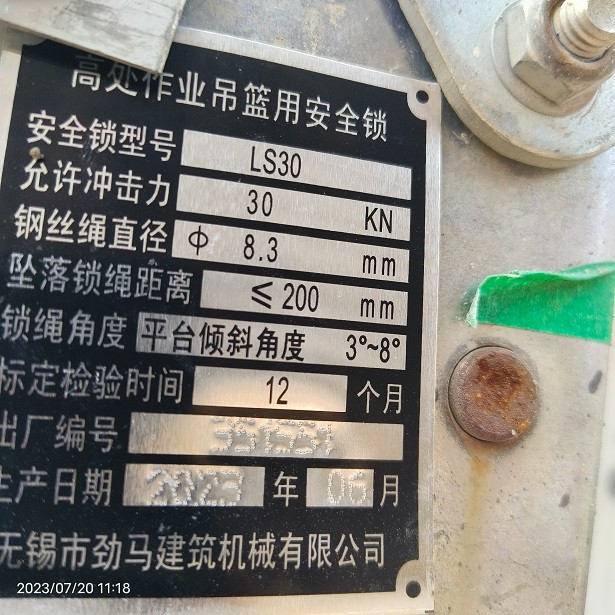 高处作业吊篮用安全锁
安全锁型号 LS30
允许冲击力 30 KN
钢丝绳直径 Φ 8.3 mm
坠落锁绳距离 ≤200 mm
锁绳角度 平台倾斜角度 3°~8°
标定检验时间 12 个月
出厂编号
生产日期 2023 年 06 月
无锡市劲马建筑机械有限公司
2023/07/20 11:18